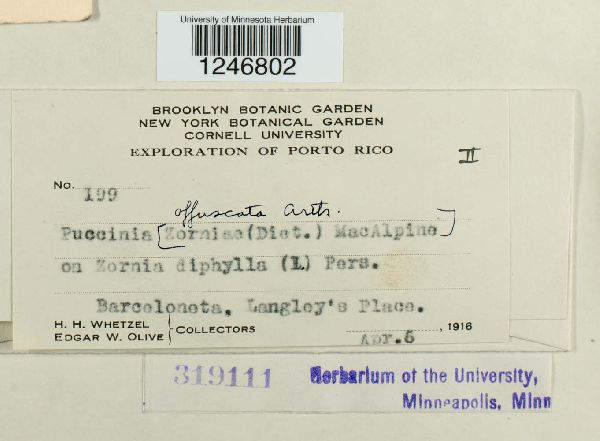 University of Minnesota Herbarium
1246802
BROOKLYN BOTANIC GARDEN
NEW YORK BOTANICAL GARDEN
CORNELL UNIVERSITY
EXPLORATION OF PORTO RICO
II
No. 199
offuscata Arth.
Puccinia [Zorniae (Diet.) MacAlpine]
on Zornia diphylla (L) Pers.
Barceloneta, Langley's Place.
H. H. WHETZEL
EDGAR W. OLIVE } COLLECTORS
Apr. 6, 1916
319111
Herbarium of the University,
Minneapolis, Minn